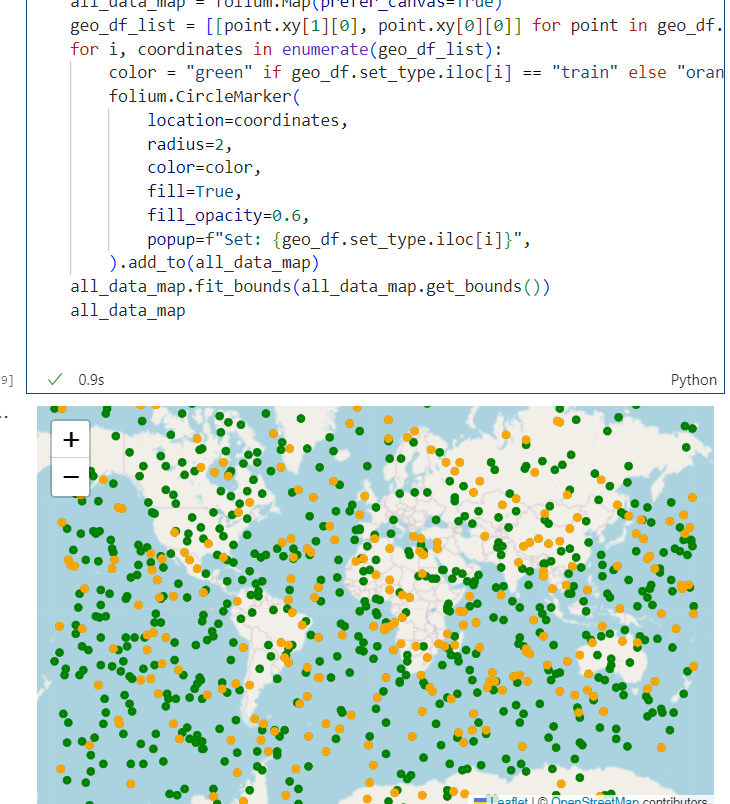 all_data_map = folium.Map(prefer_canvas=True)
geo_df_list = [[point.xy[1][0], point.xy[0][0]] for point in geo_df.
for i, coordinates in enumerate(geo_df_list):
    color = "green" if geo_df.set_type.iloc[i] == "train" else "oran
    folium.CircleMarker(
        location=coordinates,
        radius=2,
        color=color,
        fill=True,
        fill_opacity=0.6,
        popup=f"Set: {geo_df.set_type.iloc[i]}",
    ).add_to(all_data_map)
all_data_map.fit_bounds(all_data_map.get_bounds())
all_data_map
9] ✓ 0.9s Python
..
+
−
Leaflet | © OpenStreetMap contributors